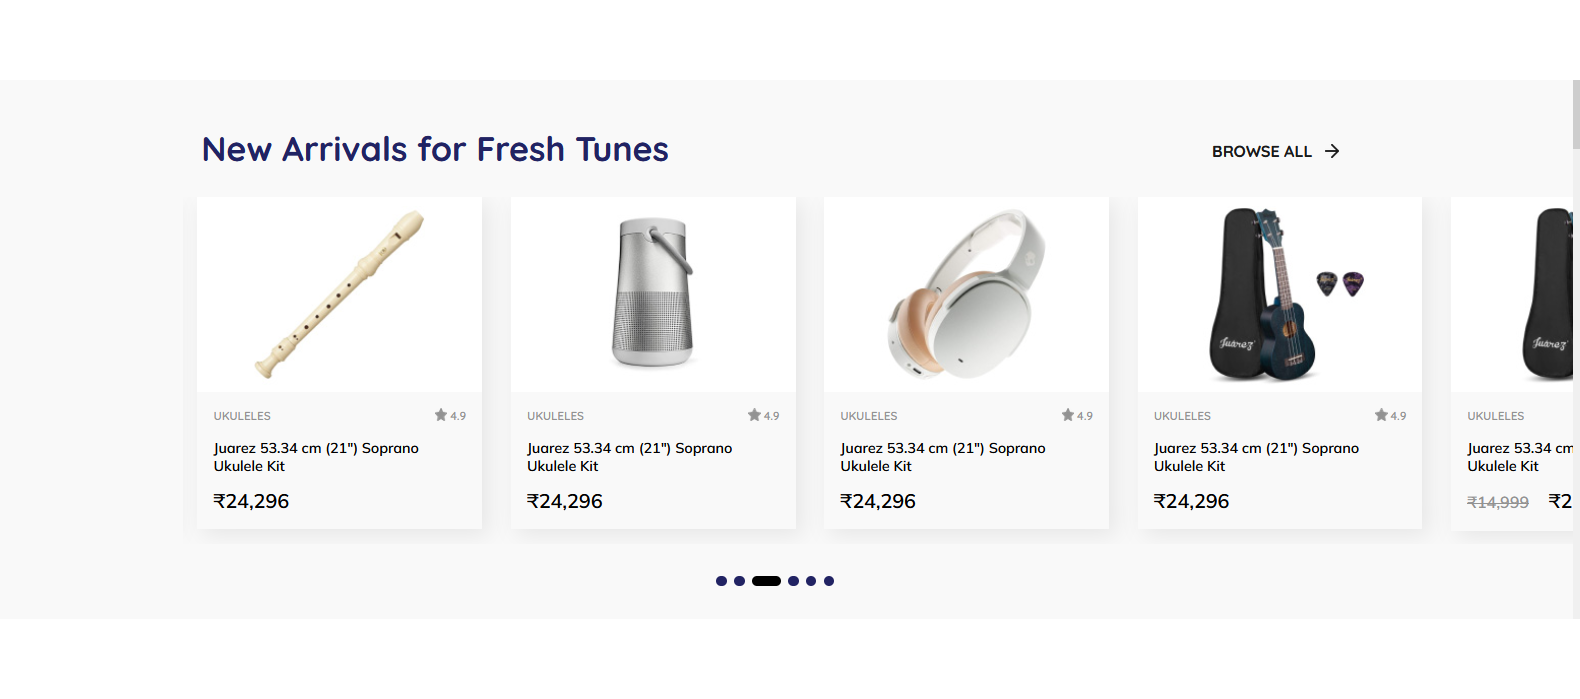 New Arrivals for Fresh Tunes
BROWSE ALL
Juarez
Juarez
UKULELES 4.9
Juarez 53.34 cm (21") Soprano
Ukulele Kit
₹24,296
UKULELES 4.9
Juarez 53.34 cm (21") Soprano
Ukulele Kit
₹24,296
UKULELES 4.9
Juarez 53.34 cm (21") Soprano
Ukulele Kit
₹24,296
UKULELES 4.9
Juarez 53.34 cm (21") Soprano
Ukulele Kit
₹24,296
UKULELES
Juarez 53.34 cm
Ukulele Kit
₹14,999 ₹2